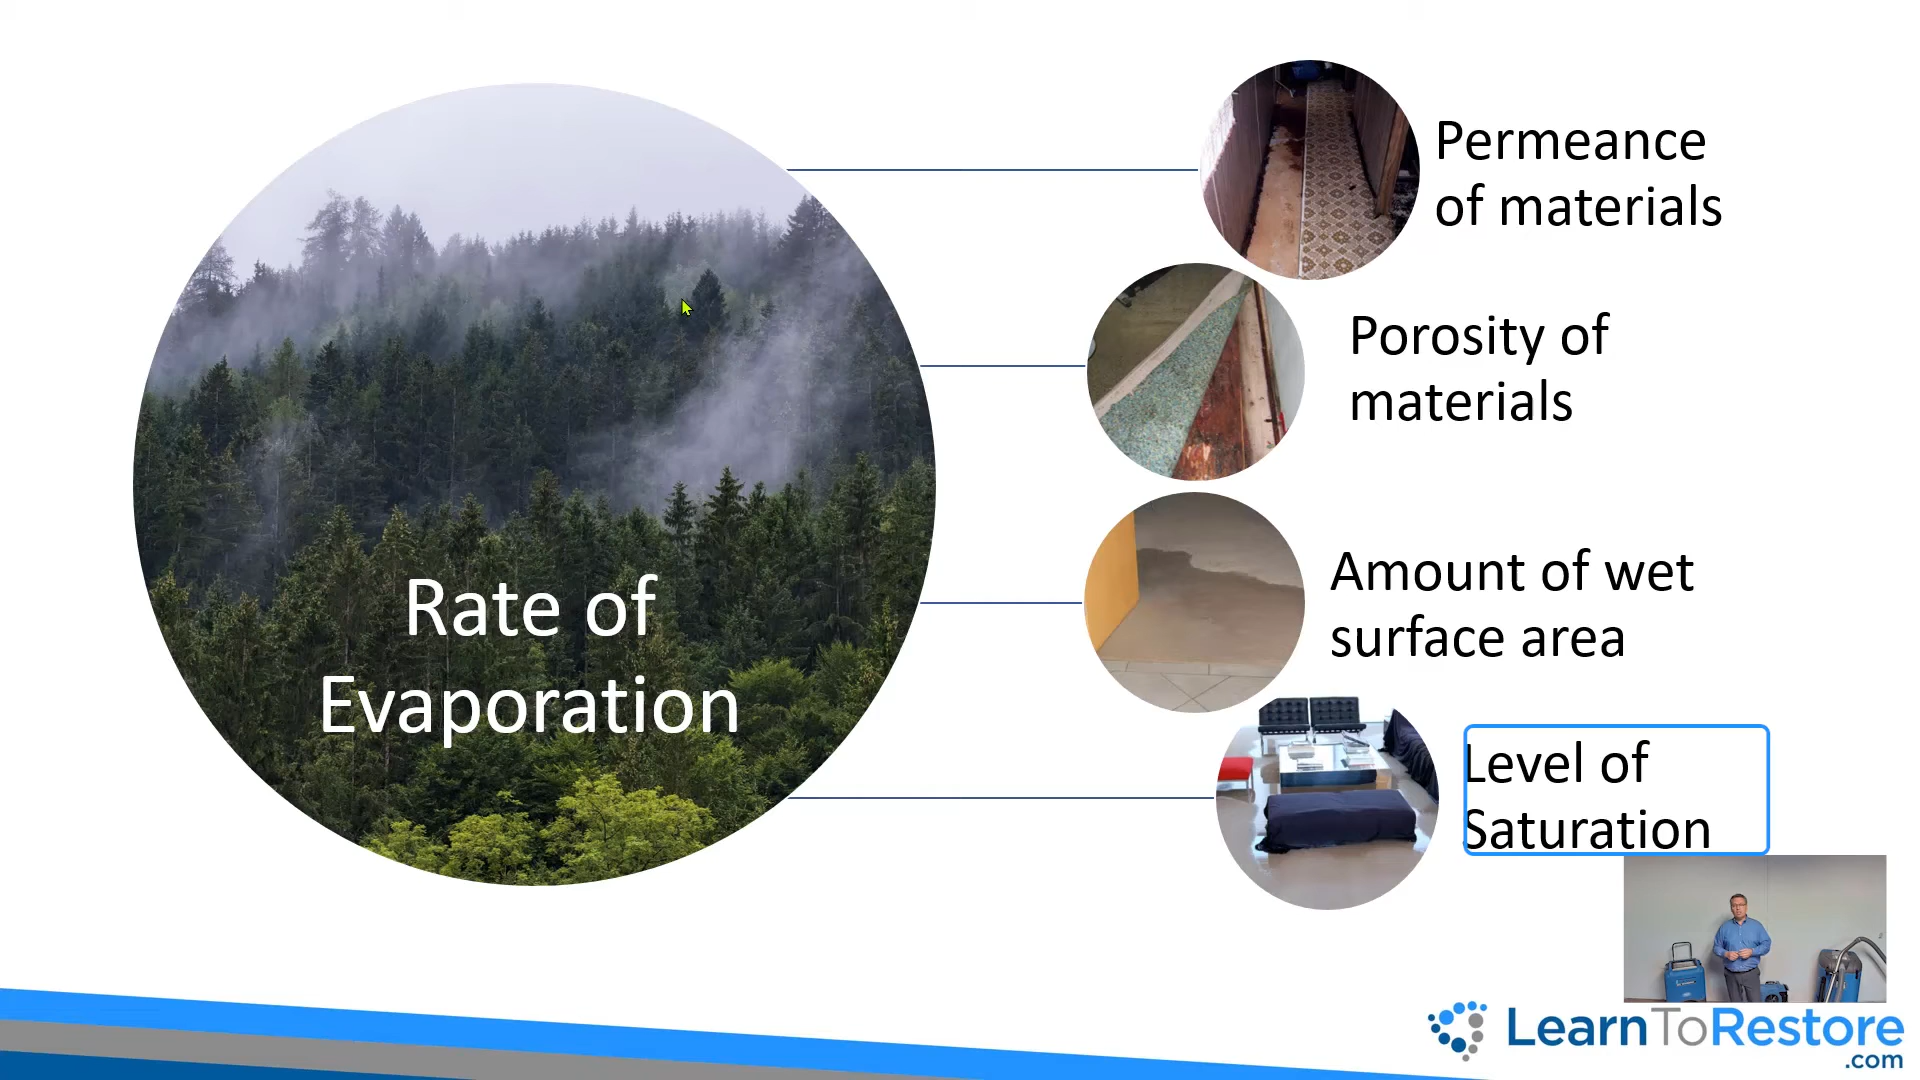 Rate of
Evaporation
Permeance
of materials
Porosity of
materials
Amount of wet
surface area
Level of
Saturation
LearnToRestore
.com